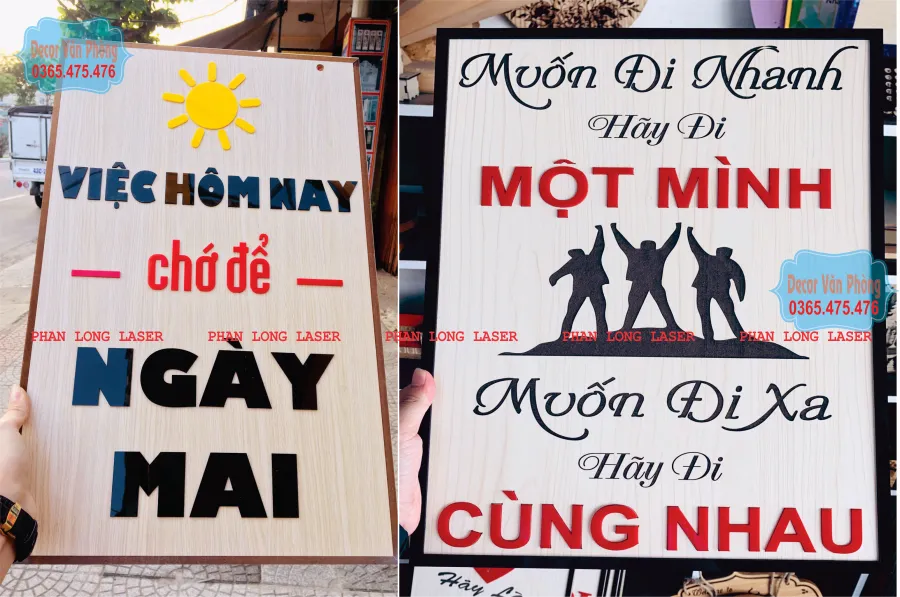 Decor Văn Phòng
0365.475.476
VIỆC HÔM NAY
chớ để
NGÀY
MAI
Muốn Đi Nhanh
Hãy Đi
MỘT MÌNH
Decor Văn Phòng
0365.475.476
PHAN LONG LASER PHAN LONG LASER PHAN LONG LASER PHAN LONG LASER PHAN LONG LASER
Muốn Đi Xa
Hãy Đi
CÙNG NHAU
Hãy